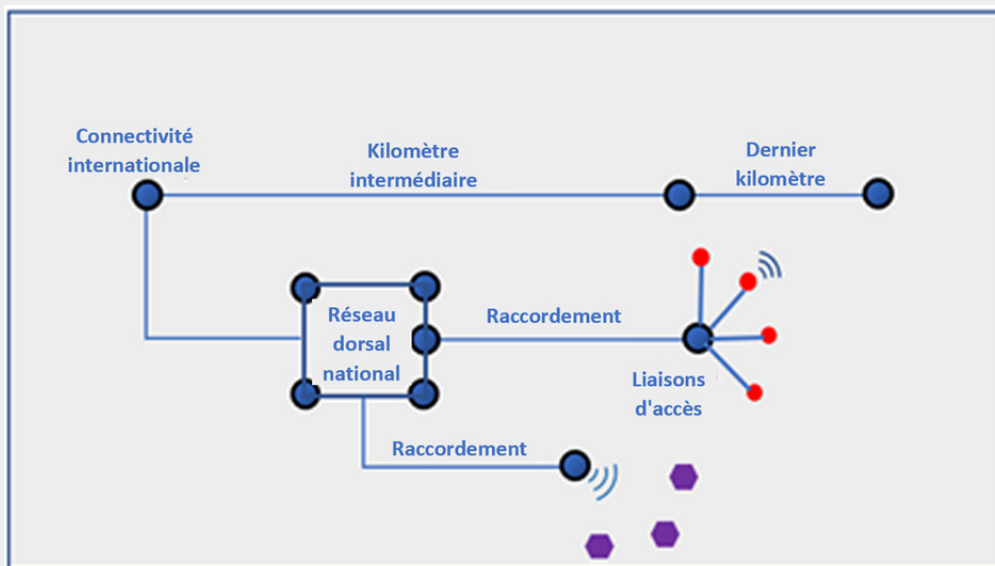 Connectivité
internationale
Kilomètre
intermédiaire
Dernier
kilomètre
Réseau
dorsal
national
Raccordement
Liaisons
d'accès
Raccordement